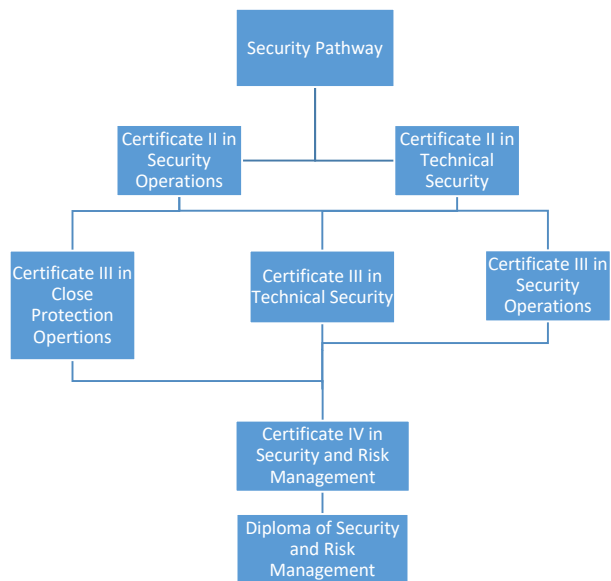 Security Pathway
Certificate II in
Security
Operations
Certificate II in
Technical
Security
Certificate III in
Close
Protection
Opertions
Certificate III in
Technical Security
Certificate III in
Security
Operations
Certificate IV in
Security and Risk
Management
Diploma of Security
and Risk
Management